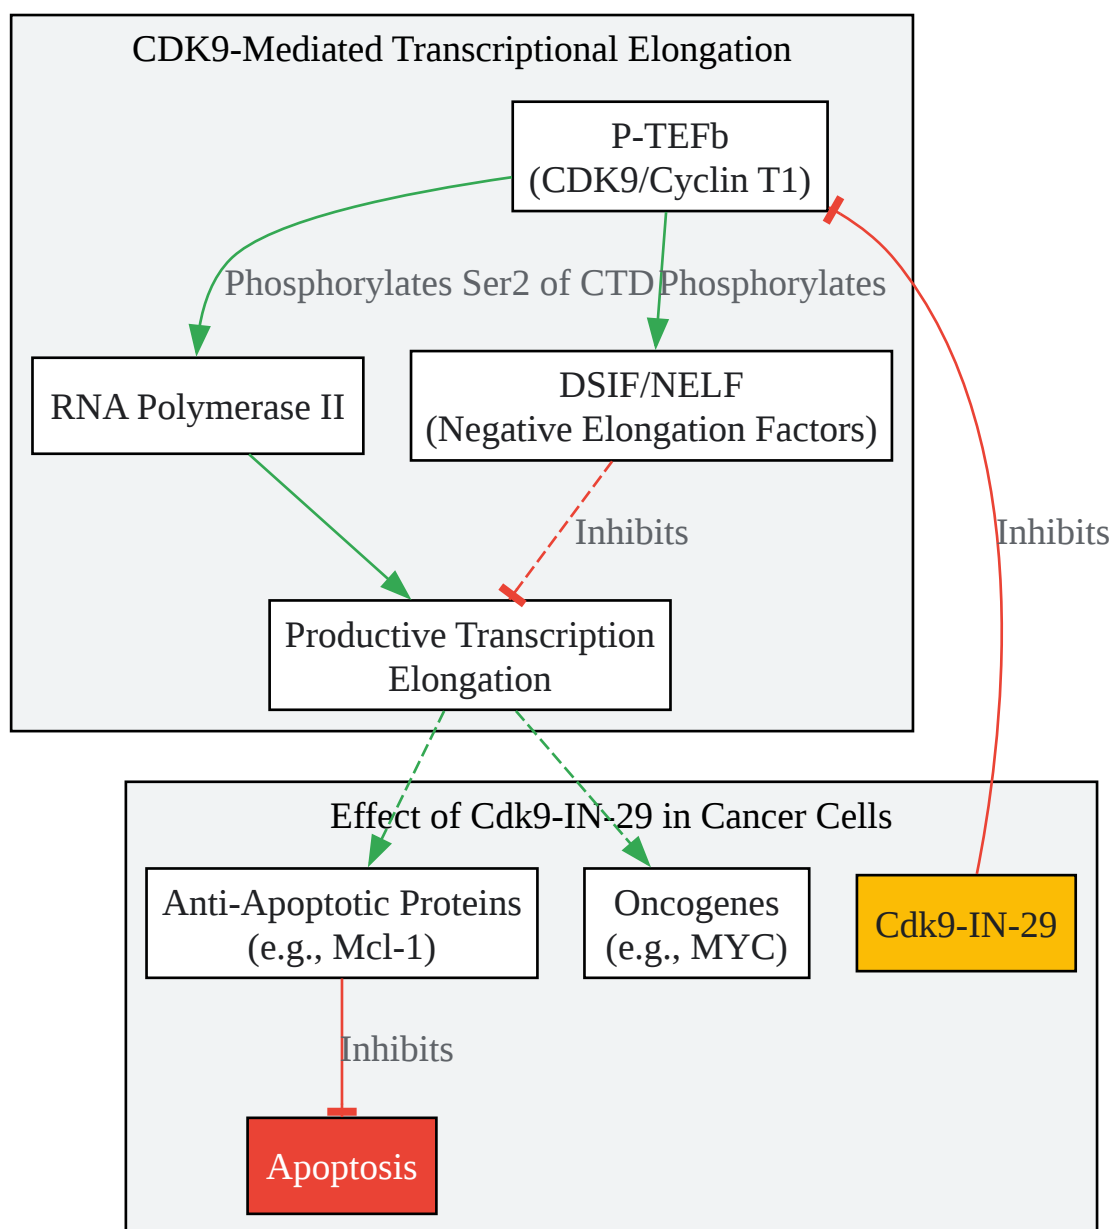 CDK9-Mediated Transcriptional Elongation
P-TEFb
(CDK9/Cyclin T1)
Phosphorylates Ser2 of CTD
Phosphorylates
RNA Polymerase II
DSIF/NELF
(Negative Elongation Factors)
Inhibits
Inhibits
Productive Transcription
Elongation
Effect of Cdk9-IN-29 in Cancer Cells
Anti-Apoptotic Proteins
(e.g., Mcl-1)
Oncogenes
(e.g., MYC)
Cdk9-IN-29
Inhibits
Apoptosis